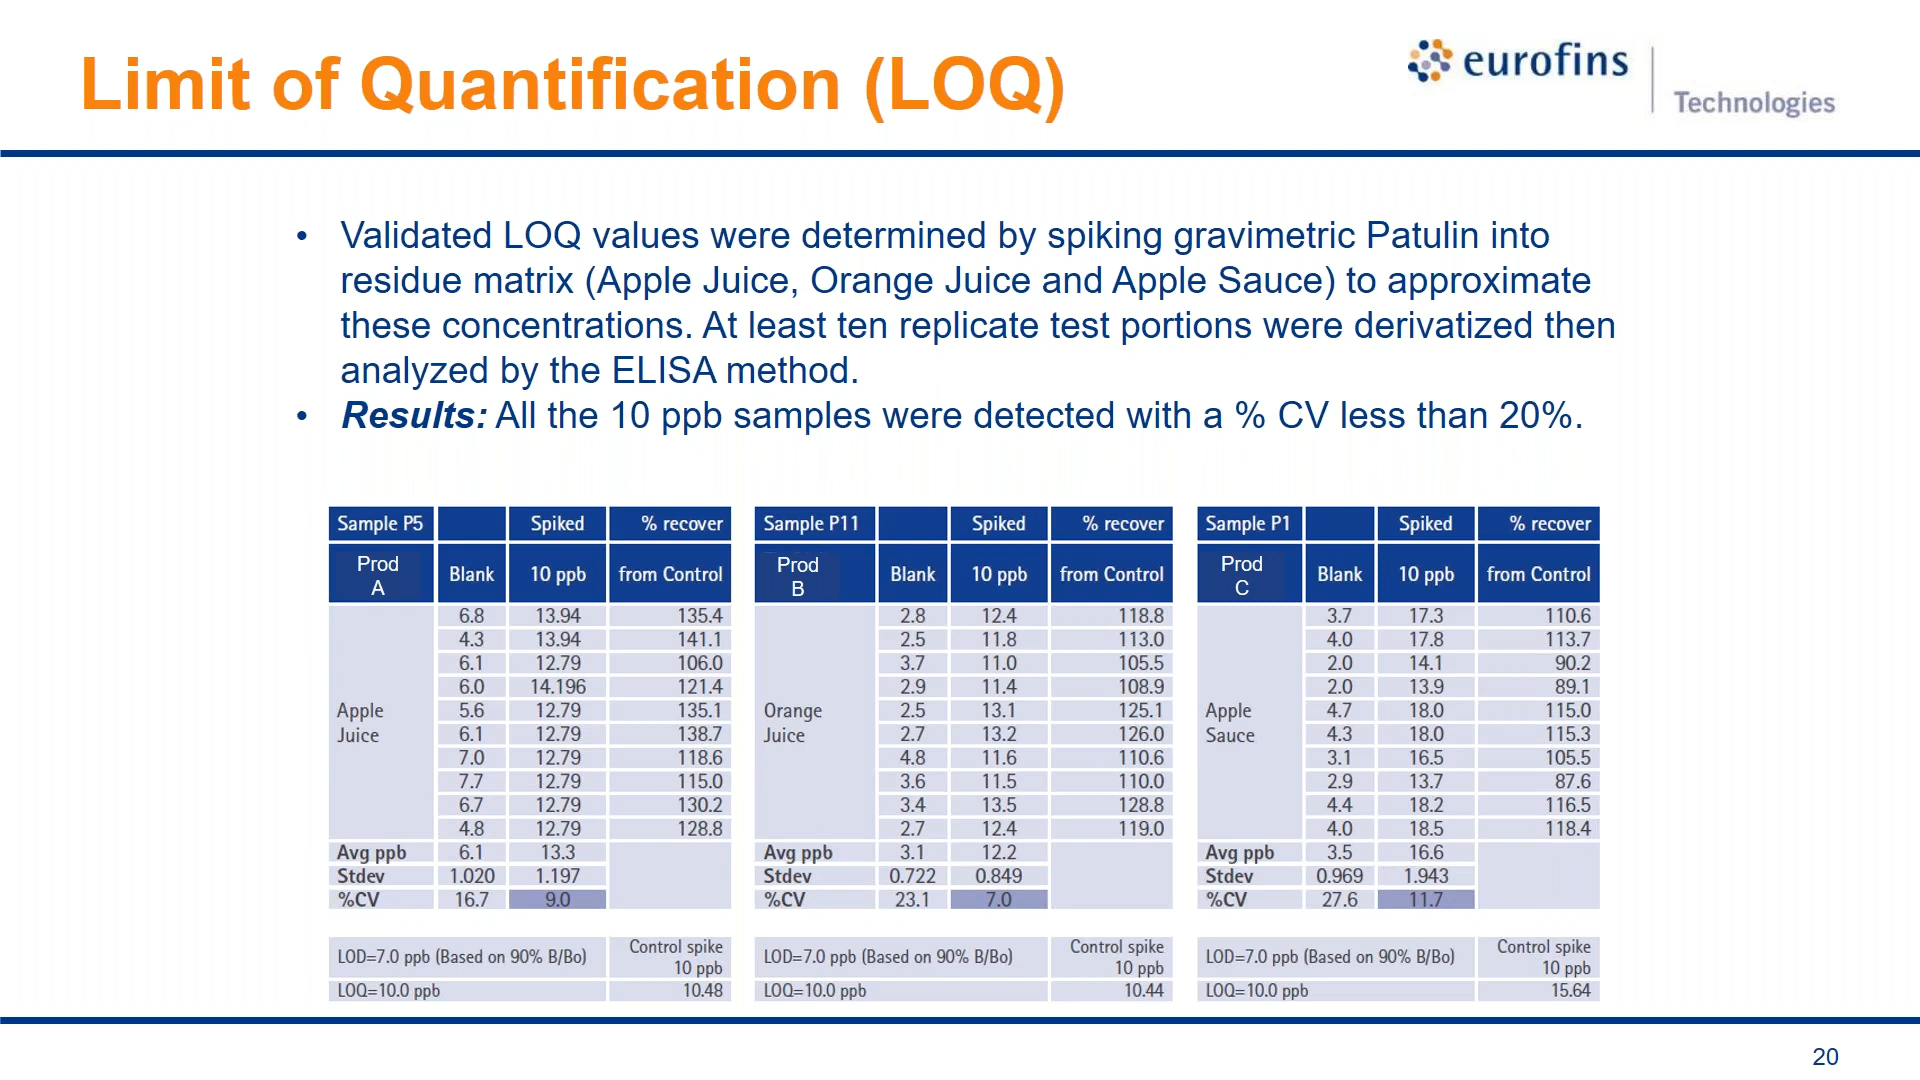 Limit of Quantification (LOQ)
eurofins
Technologies
• Validated LOQ values were determined by spiking gravimetric Patulin into
residue matrix (Apple Juice, Orange Juice and Apple Sauce) to approximate
these concentrations. At least ten replicate test portions were derivatized then
analyzed by the ELISA method.
• Results: All the 10 ppb samples were detected with a % CV less than 20%.
Sample P5 Spiked % recover
Prod A Blank 10 ppb from Control
Apple Juice
6.8 13.94 135.4
4.3 13.94 141.1
6.1 12.79 106.0
6.0 14.196 121.4
5.6 12.79 135.1
6.1 12.79 138.7
7.0 12.79 118.6
7.7 12.79 115.0
6.7 12.79 130.2
4.8 12.79 128.8
Avg ppb 6.1 13.3
Stdev 1.020 1.197
%CV 16.7 9.0
LOD=7.0 ppb (Based on 90% B/Bo) Control spike 10 ppb
LOQ=10.0 ppb 10.48
Sample P11 Spiked % recover
Prod B Blank 10 ppb from Control
Orange Juice
2.8 12.4 118.8
2.5 11.8 113.0
3.7 11.0 105.5
2.9 11.4 108.9
2.5 13.1 125.1
2.7 13.2 126.0
4.8 11.6 110.6
3.6 11.5 110.0
3.4 13.5 128.8
2.7 12.4 119.0
Avg ppb 3.1 12.2
Stdev 0.722 0.849
%CV 23.1 7.0
LOD=7.0 ppb (Based on 90% B/Bo) Control spike 10 ppb
LOQ=10.0 ppb 10.44
Sample P1 Spiked % recover
Prod C Blank 10 ppb from Control
Apple Sauce
3.7 17.3 110.6
4.0 17.8 113.7
2.0 14.1 90.2
2.0 13.9 89.1
4.7 18.0 115.0
4.3 18.0 115.3
3.1 16.5 105.5
2.9 13.7 87.6
4.4 18.2 116.5
4.0 18.5 118.4
Avg ppb 3.5 16.6
Stdev 0.969 1.943
%CV 27.6 11.7
LOD=7.0 ppb (Based on 90% B/Bo) Control spike 10 ppb
LOQ=10.0 ppb 15.64
20